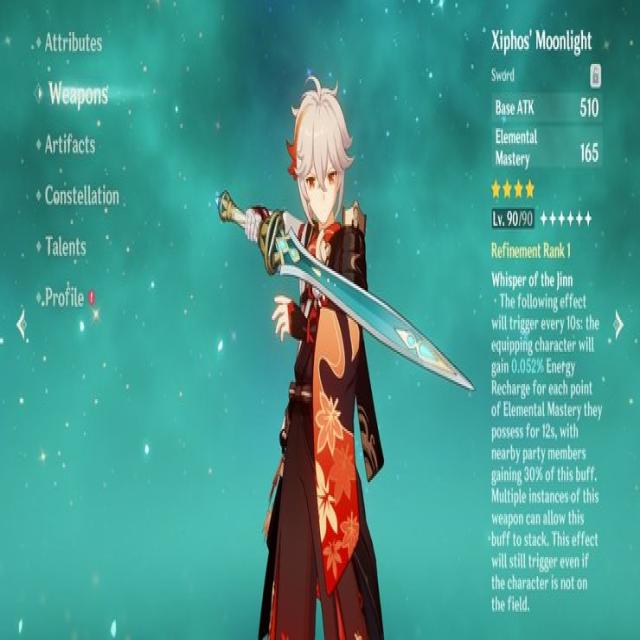 Attributes
Weapons
Artifacts
Constellation
Talents
Profile
Xiphos' Moonlight
Sword
Base ATK 510
Elemental
Mastery 165
Lv. 90/90
Refinement Rank 1
Whisper of the Jinn
· The following effect
will trigger every 10s: the
equipping character will
gain 0.052% Energy
Recharge for each point
of Elemental Mastery they
possess for 12s, with
nearby party members
gaining 30% of this buff.
Multiple instances of this
weapon can allow this
buff to stack. This effect
will still trigger even if
the character is not on
the field.